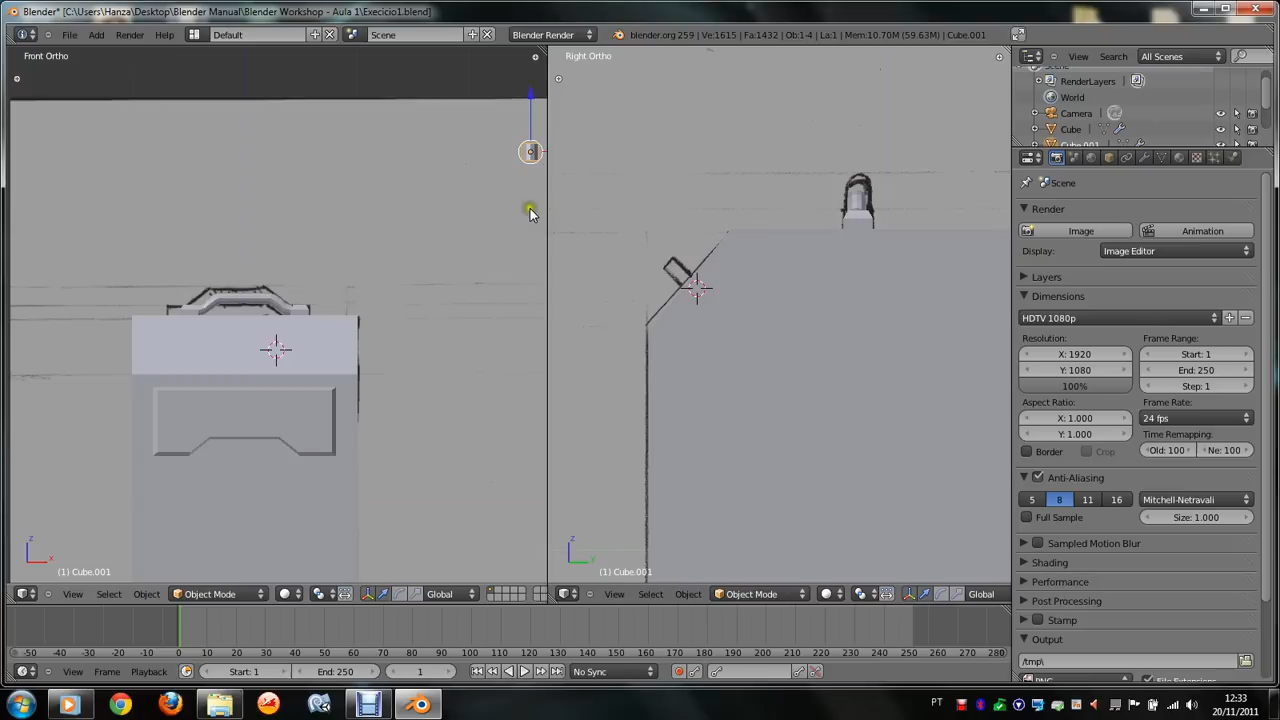 Blender* [C:\Users\Hanza\Desktop\Blender Manual\Blender Workshop - Aula 1\Execicio1.blend]
File Add Render Help Default Scene Blender Render blender.org 259 | Ve:1615 | Fa:1432 | Ob:1-4 | La:1 | Mem:10.70M (59.63M) | Cube.001
Front Ortho
Right Ortho
View Search All Scenes
RenderLayers
World
Camera
Cube
Cube.001
Scene
Render
Image Animation
Display: Image Editor
Layers
Dimensions
HDTV 1080p
Resolution: Frame Range:
X: 1920 Start: 1
Y: 1080 End: 250
100% Step: 1
Aspect Ratio: Frame Rate:
X: 1.000 24 fps
Y: 1.000 Time Remapping:
Border Crop Old: 100 Ne: 100
Anti-Aliasing
5 8 11 16 Mitchell-Netravali
Full Sample Size: 1.000
Sampled Motion Blur
Shading
Performance
Post Processing
Stamp
Output
/tmp\
PNG File Extensions
z x
(1) Cube.001
z y
(1) Cube.001
View Select Object Object Mode Global
View Select Object Object Mode Global
-50 -40 -30 -20 -10 0 10 20 30 40 50 60 70 80 90 100 110 120 130 140 150 160 170 180 190 200 210 220 230 240 250 260 270 280
View Frame Playback Start: 1 End: 250 1 No Sync
PT
12:33
20/11/2011